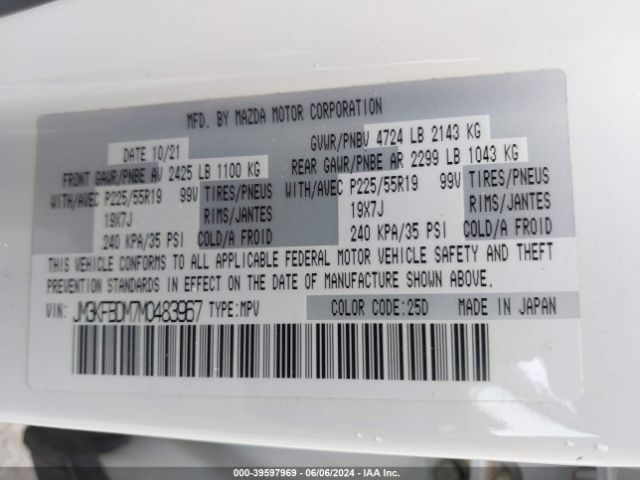 MFD. BY MAZDA MOTOR CORPORATION
DATE 10/21 GVWR/PNBV 4724 LB 2143 KG
FRONT GAWR/PNBE AV 2425 LB 1100 KG REAR GAWR/PNBE AR 2299 LB 1043 KG
WITH/AVEC P225/55R19 99V TIRES/PNEUS WITH/AVEC P225/55R19 99V TIRES/PNEUS
19X7J RIMS/JANTES 19X7J RIMS/JANTES
240 KPA/35 PSI COLD/A FROID 240 KPA/35 PSI COLD/A FROID
THIS VEHICLE CONFORMS TO ALL APPLICABLE FEDERAL MOTOR VEHICLE SAFETY AND THEFT
PREVENTION STANDARDS IN EFFECT ON THE DATE OF MANUFACTURE SHOWN ABOVE.
VIN: JM3KFBDM7M0483967 TYPE:MPV COLOR CODE:25D MADE IN JAPAN
000-39597969 | 06/06/2024 - IAA Inc.